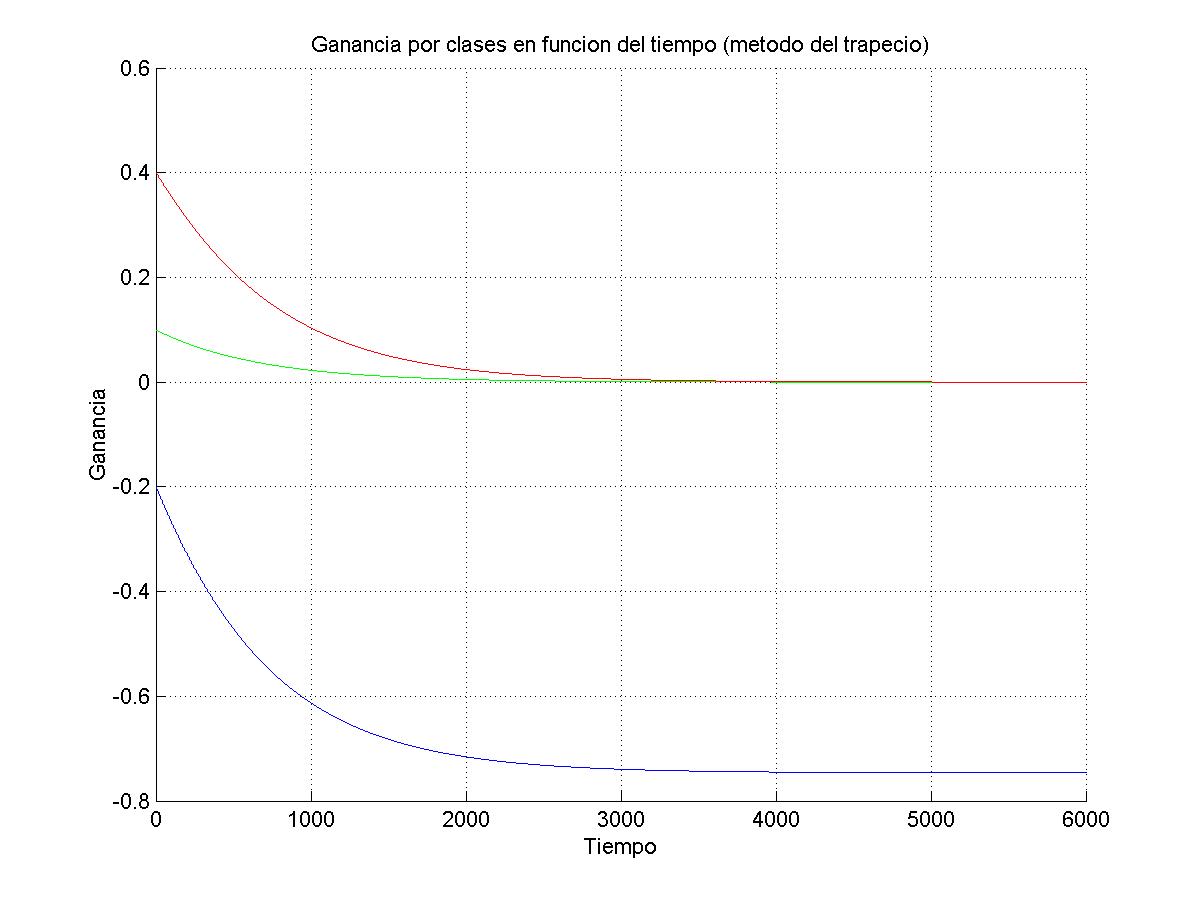 Ganancia por clases en funcion del tiempo (metodo del trapecio)
0.6
0.4
0.2
0
-0.2
-0.4
-0.6
-0.8
Ganancia
0 1000 2000 3000 4000 5000 6000
Tiempo